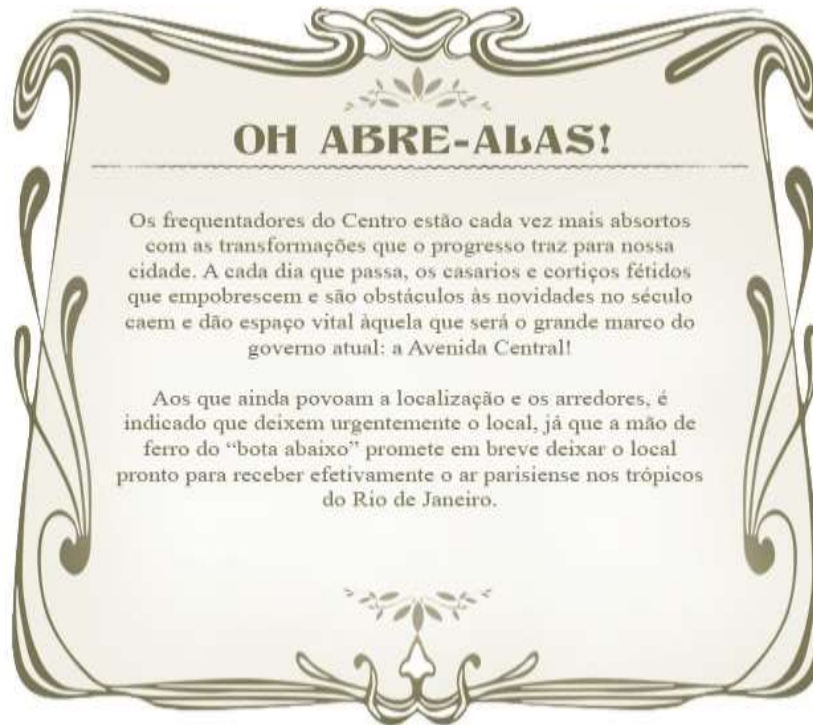 OH ABRE-ALAS!
Os frequentadores do Centro estão cada vez mais absortos
com as transformações que o progresso traz para nossa
cidade. A cada dia que passa, os casarios e cortiços fétidos
que empobrescem e são obstáculos às novidades no século
caem e dão espaço vital àquela que será o grande marco do
governo atual: a Avenida Central!
Aos que ainda povoam a localização e os arredores, é
indicado que deixem urgentemente o local, já que a mão de
ferro do “bota abaixo” promete em breve deixar o local
pronto para receber efetivamente o ar parisiense nos trópicos
do Rio de Janeiro.